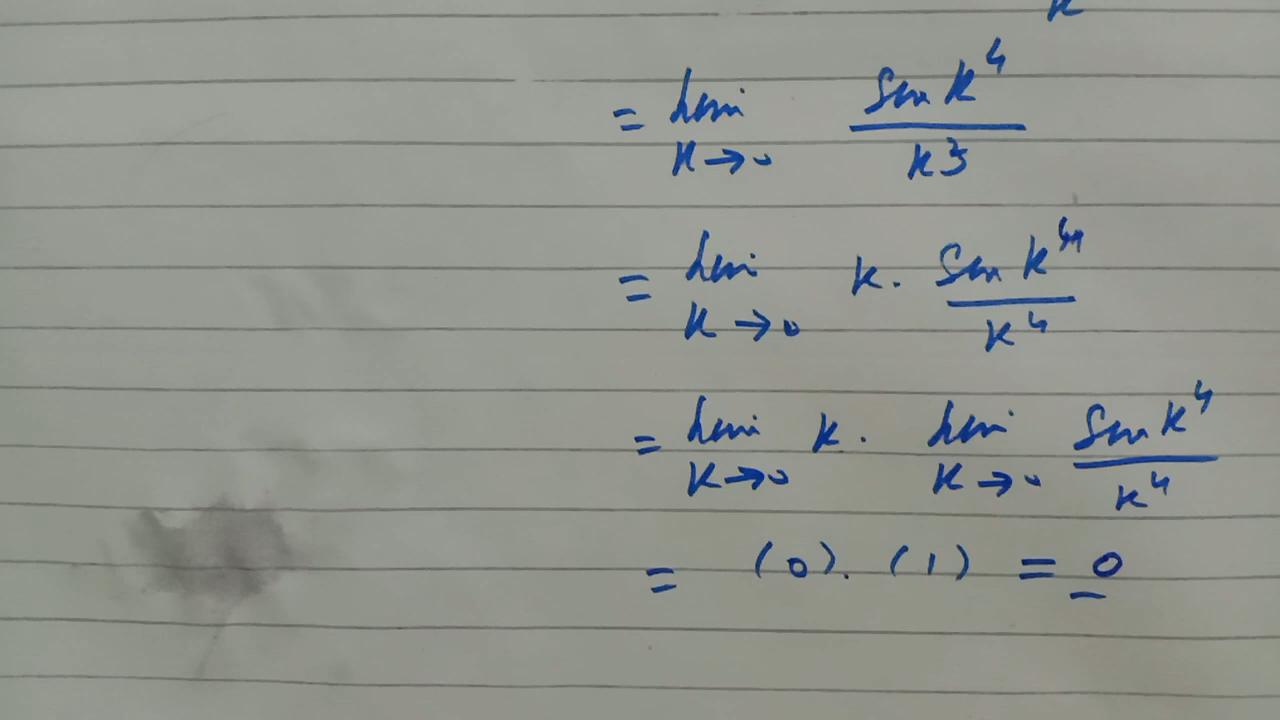 k
= lim k→0 Sin k⁴ / k³
= lim k→0 k. Sin k⁴ / k⁴
= lim k→0 k. lim k→0 Sin k⁴ / k⁴
= (0). (1) = 0